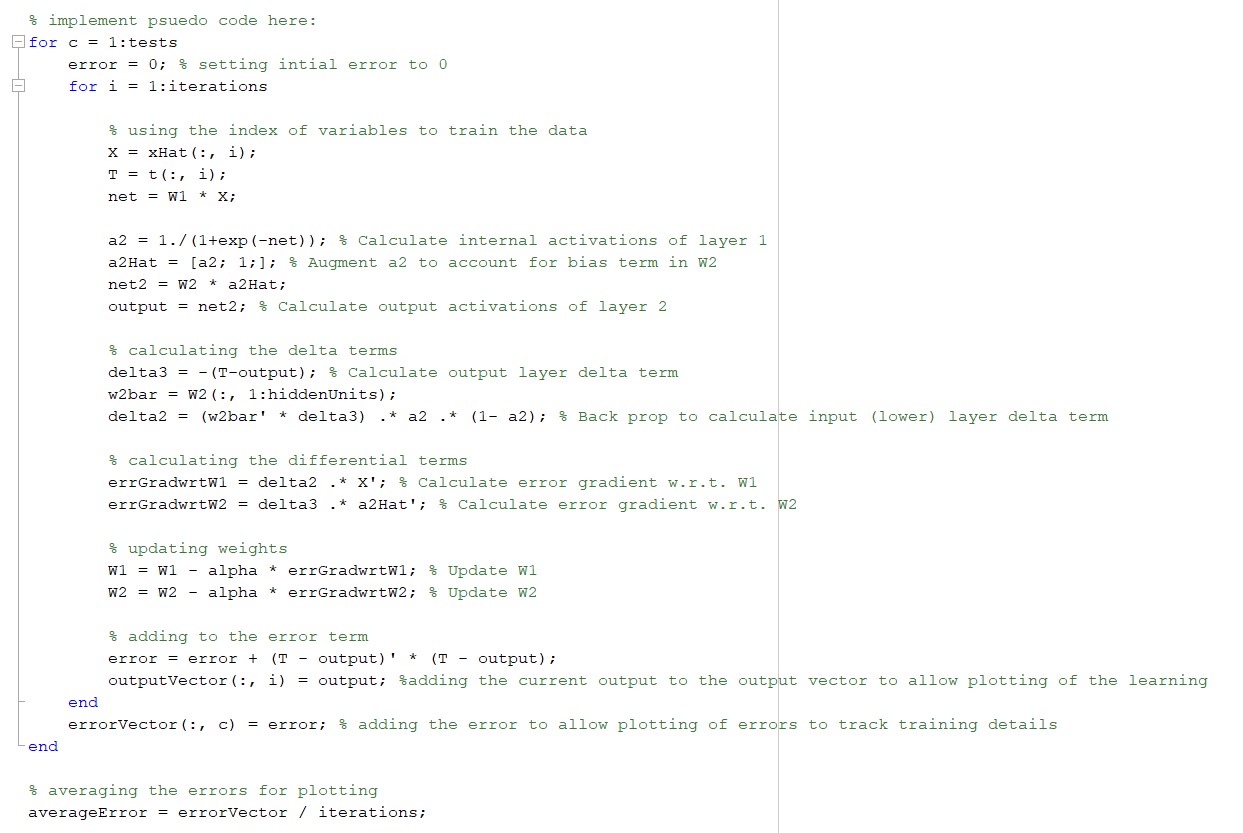 % implement psuedo code here:
for c = 1:tests
    error = 0; % setting intial error to 0
    for i = 1:iterations

        % using the index of variables to train the data
        X = xHat(:, i);
        T = t(:, i);
        net = W1 * X;

        a2 = 1./(1+exp(-net)); % Calculate internal activations of layer 1
        a2Hat = [a2; 1;]; % Augment a2 to account for bias term in W2
        net2 = W2 * a2Hat;
        output = net2; % Calculate output activations of layer 2

        % calculating the delta terms
        delta3 = -(T-output); % Calculate output layer delta term
        w2bar = W2(:, 1:hiddenUnits);
        delta2 = (w2bar' * delta3) .* a2 .* (1- a2); % Back prop to calculate input (lower) layer delta term

        % calculating the differential terms
        errGradwrtW1 = delta2 .* X'; % Calculate error gradient w.r.t. W1
        errGradwrtW2 = delta3 .* a2Hat'; % Calculate error gradient w.r.t. W2

        % updating weights
        W1 = W1 - alpha * errGradwrtW1; % Update W1
        W2 = W2 - alpha * errGradwrtW2; % Update W2

        % adding to the error term
        error = error + (T - output)' * (T - output);
        outputVector(:, i) = output; %adding the current output to the output vector to allow plotting of the learning
    end
    errorVector(:, c) = error; % adding the error to allow plotting of errors to track training details
end

% averaging the errors for plotting
averageError = errorVector / iterations;